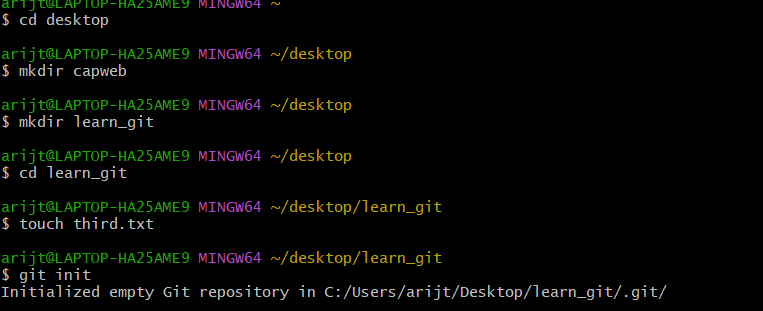 arijt@LAPTOP-HA25AME9 MINGW64 ~
$ cd desktop
arijt@LAPTOP-HA25AME9 MINGW64 ~/desktop
$ mkdir capweb
arijt@LAPTOP-HA25AME9 MINGW64 ~/desktop
$ mkdir learn_git
arijt@LAPTOP-HA25AME9 MINGW64 ~/desktop
$ cd learn_git
arijt@LAPTOP-HA25AME9 MINGW64 ~/desktop/learn_git
$ touch third.txt
arijt@LAPTOP-HA25AME9 MINGW64 ~/desktop/learn_git
$ git init
Initialized empty Git repository in C:/Users/arijt/Desktop/learn_git/.git/